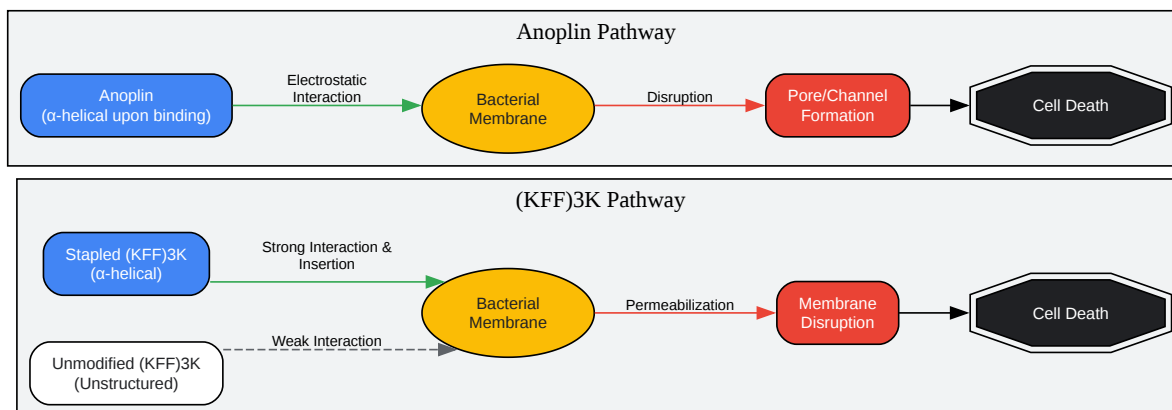 Anoplin Pathway
Anoplin
(α-helical upon binding)
Electrostatic
Interaction
Bacterial
Membrane
Disruption
Pore/Channel
Formation
Cell Death
(KFF)3K Pathway
Stapled (KFF)3K
(α-helical)
Strong Interaction &
Insertion
Unmodified (KFF)3K
(Unstructured)
Weak Interaction
Bacterial
Membrane
Permeabilization
Membrane
Disruption
Cell Death